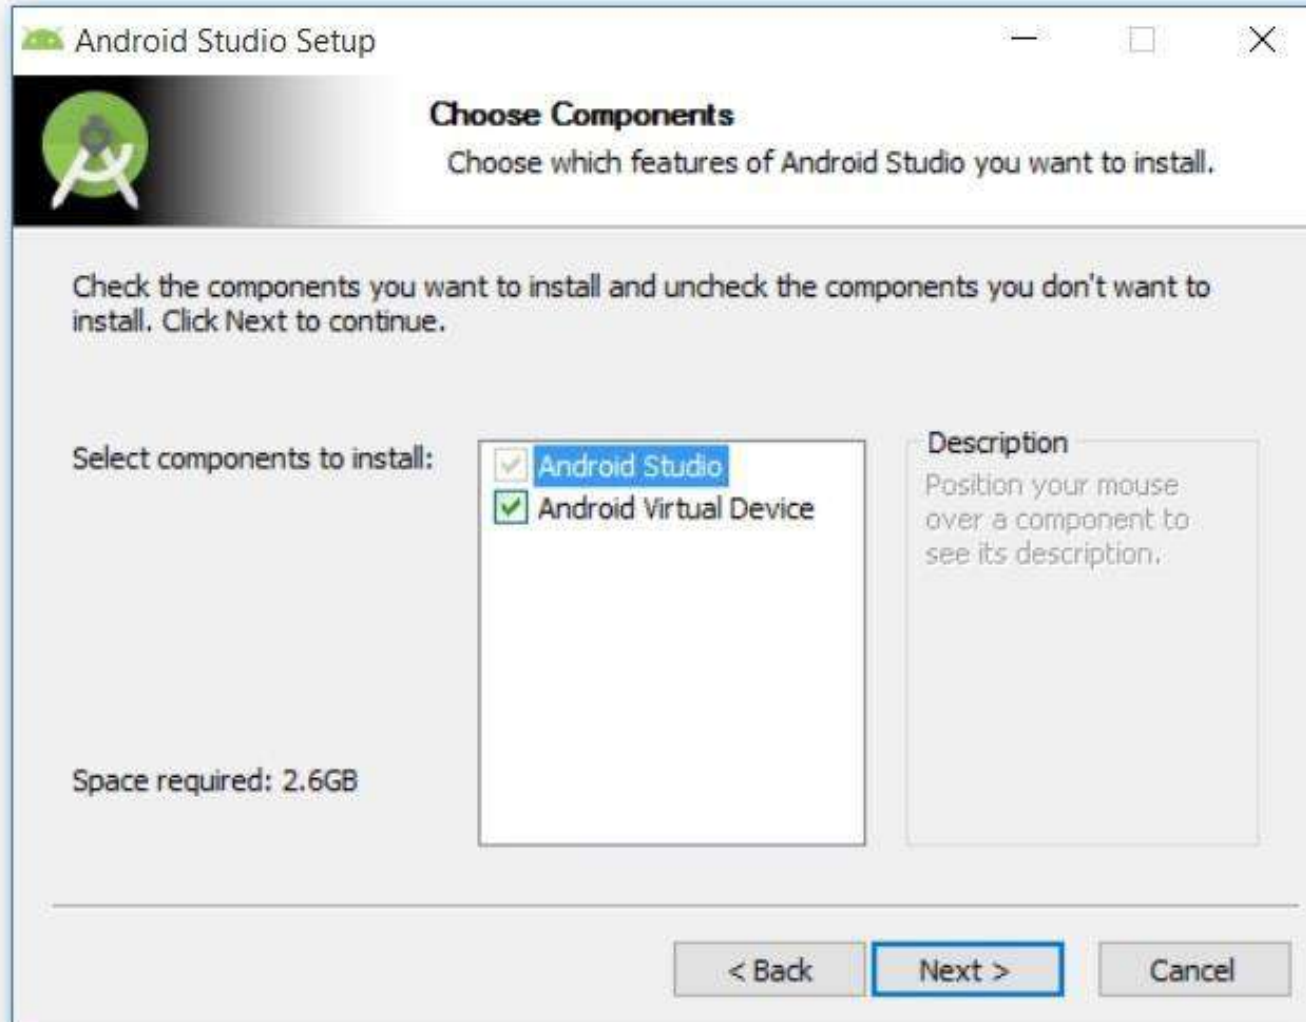 Android Studio Setup
Choose Components
Choose which features of Android Studio you want to install.
Check the components you want to install and uncheck the components you don't want to
install. Click Next to continue.
Select components to install:
Android Studio
Android Virtual Device
Description
Position your mouse
over a component to
see its description.
Space required: 2.6GB
< Back
Next >
Cancel